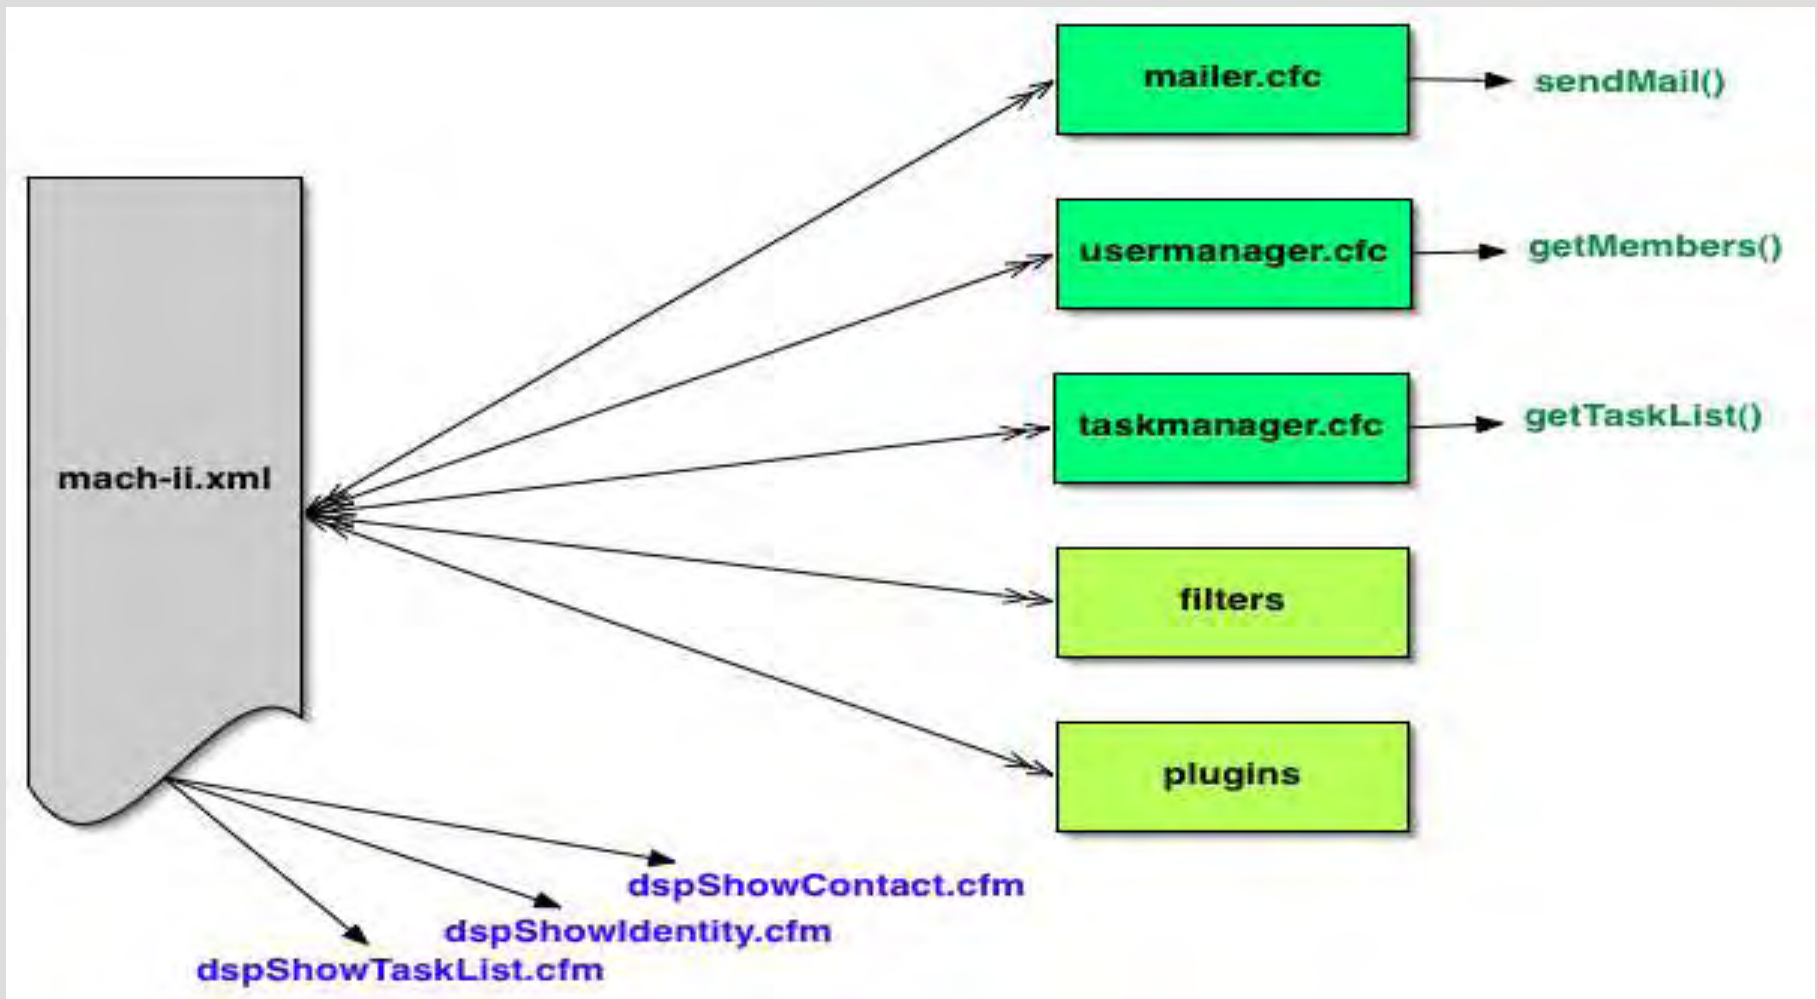 mailer.cfc
sendMail()
usermanager.cfc
getMembers()
taskmanager.cfc
getTaskList()
mach-ii.xml
filters
plugins
dspShowContact.cfm
dspShowIdentity.cfm
dspShowTaskList.cfm